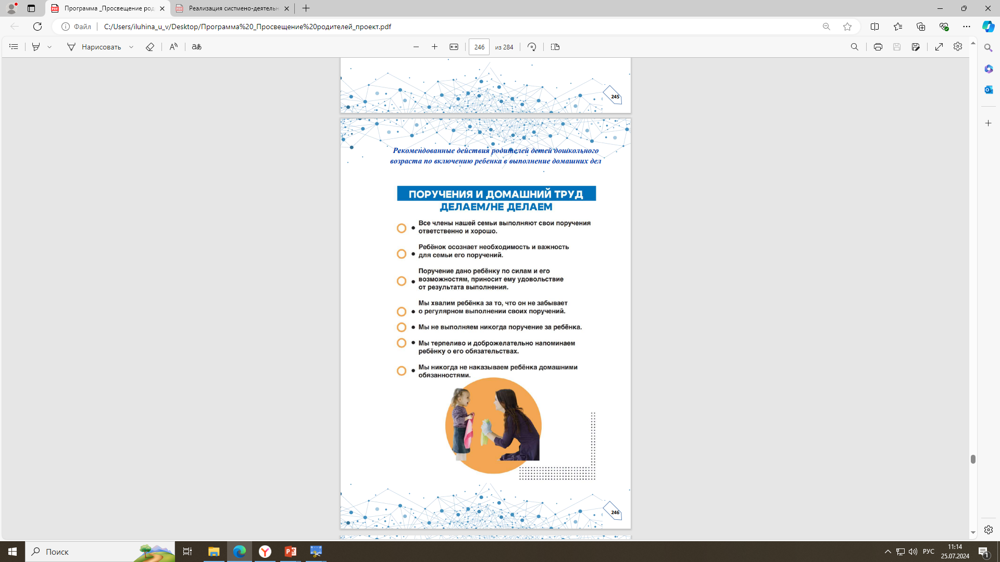 Программа _Просвещение род
Реализация систмено-деятельн
Файл
C:/Users/iluhina_u_v/Desktop/Программа%20_Просвещение%20родителей_проект.pdf
Нарисовать
246 из 284
245
Рекомендованные действия родителей детей дошкольного
возраста по включению ребенка в выполнение домашних дел
ПОРУЧЕНИЯ И ДОМАШНИЙ ТРУД
ДЕЛАЕМ/НЕ ДЕЛАЕМ
• Все члены нашей семьи выполняют свои поручения
ответственно и хорошо.
• Ребёнок осознает необходимость и важность
для семьи его поручений.
• Поручение дано ребёнку по силам и его
возможностям, приносит ему удовольствие
от результата выполнения.
• Мы хвалим ребёнка за то, что он не забывает
о регулярном выполнении своих поручений.
• Мы не выполняем никогда поручение за ребёнка.
• Мы терпеливо и доброжелательно напоминаем
ребёнку о его обязательствах.
• Мы никогда не наказываем ребёнка домашними
обязанностями.
246
Поиск
РУС
11:14
25.07.2024
1